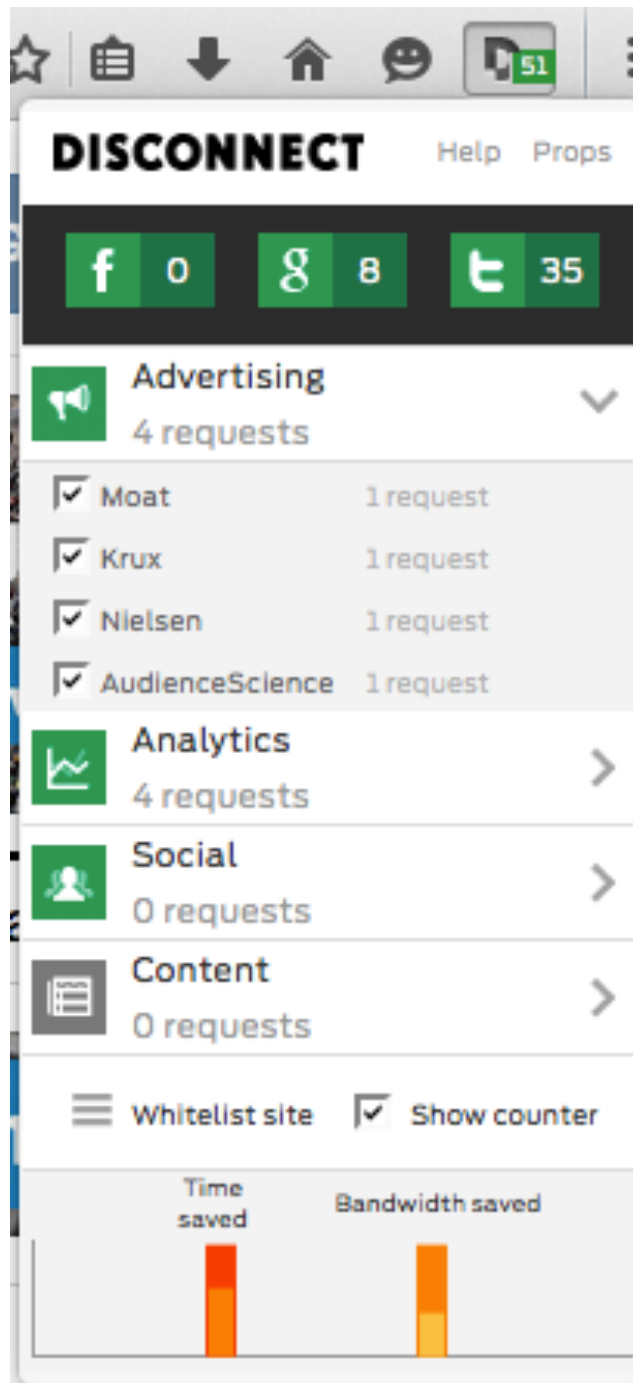 51
DISCONNECT Help Props
f 0 g 8 t 35
Advertising
4 requests
Moat 1 request
Krux 1 request
Nielsen 1 request
AudienceScience 1 request
Analytics
4 requests
Social
0 requests
Content
0 requests
Whitelist site Show counter
Time
saved
Bandwidth saved